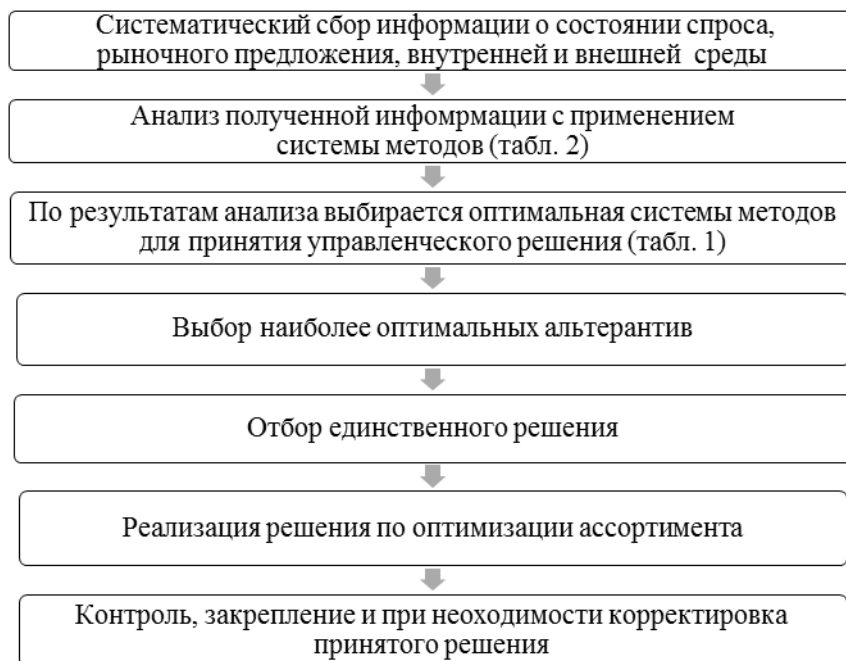 Систематический сбор информации о состоянии спроса,
рыночного предложения, внутренней и внешней среды
Анализ полученной инфомрмации с применением
системы методов (табл. 2)
По результатам анализа выбирается оптимальная системы методов
для принятия управленческого решения (табл. 1)
Выбор наиболее оптимальных альтерантив
Отбор единственного решения
Реализация решения по оптимизации ассортимента
Контроль, закрепление и при неоходимости корректировка
принятого решения